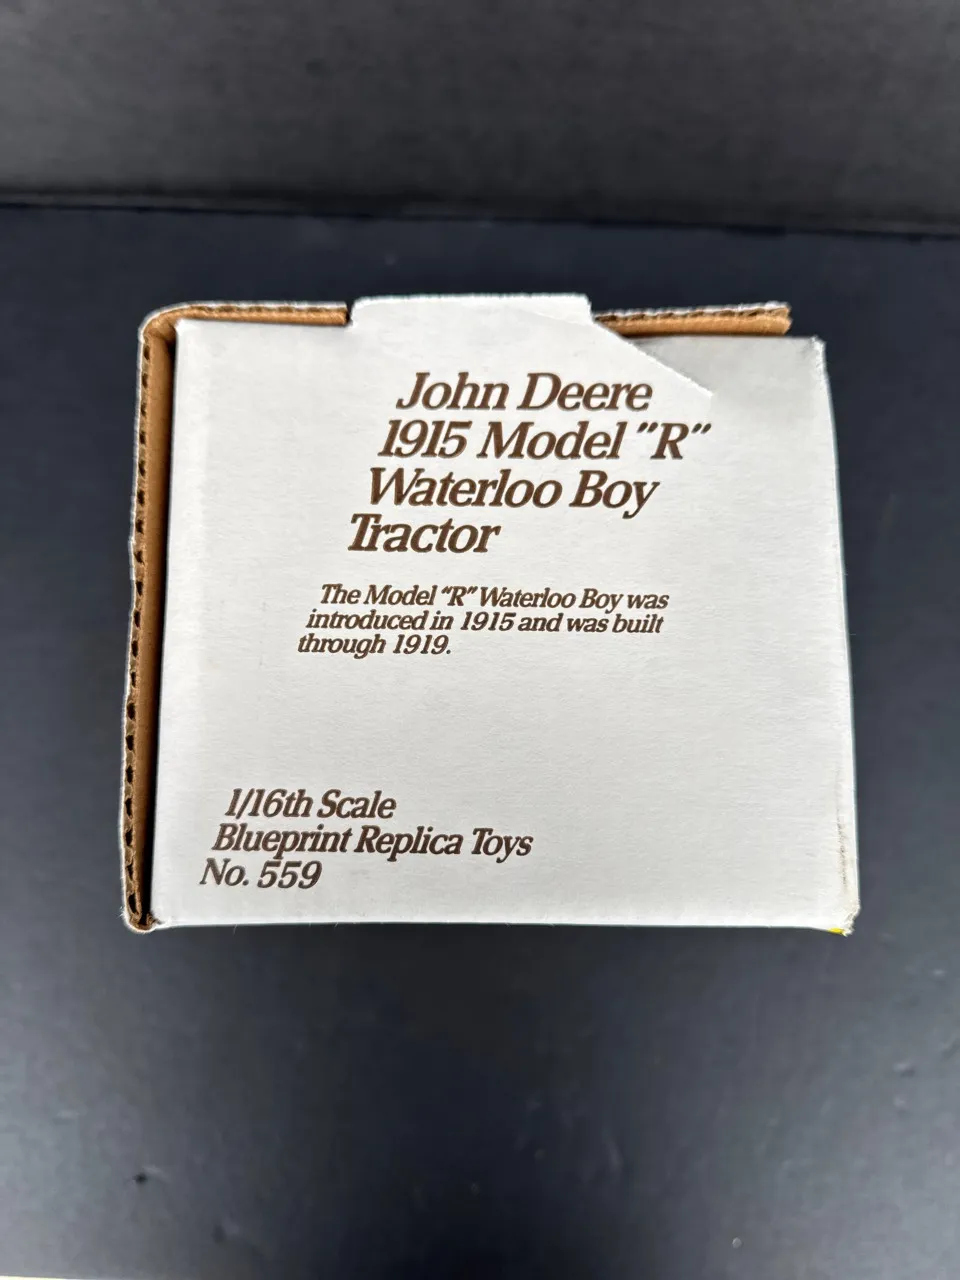 John Deere
1915 Model "R"
Waterloo Boy
Tractor
The Model "R" Waterloo Boy was
introduced in 1915 and was built
through 1919.
1/16th Scale
Blueprint Replica Toys
No. 559